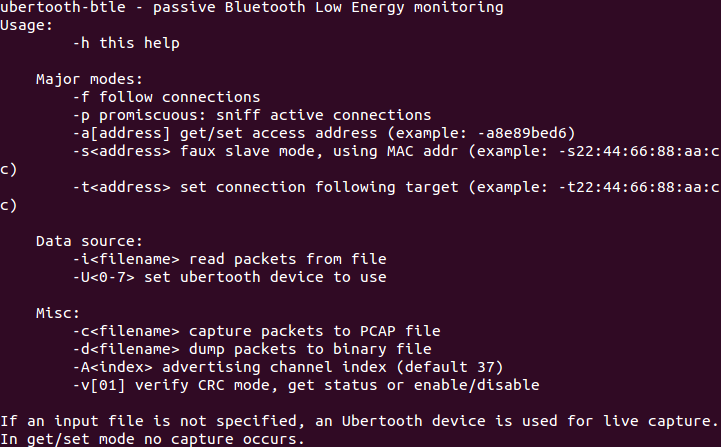 ubertooth-btle - passive Bluetooth Low Energy monitoring
Usage:
        -h this help

    Major modes:
        -f follow connections
        -p promiscuous: sniff active connections
        -a[address] get/set access address (example: -a8e89bed6)
        -s<address> faux slave mode, using MAC addr (example: -s22:44:66:88:aa:c
c)
        -t<address> set connection following target (example: -t22:44:66:88:aa:c
c)

    Data source:
        -i<filename> read packets from file
        -U<0-7> set ubertooth device to use

    Misc:
        -c<filename> capture packets to PCAP file
        -d<filename> dump packets to binary file
        -A<index> advertising channel index (default 37)
        -v[01] verify CRC mode, get status or enable/disable

If an input file is not specified, an Ubertooth device is used for live capture.
In get/set mode no capture occurs.